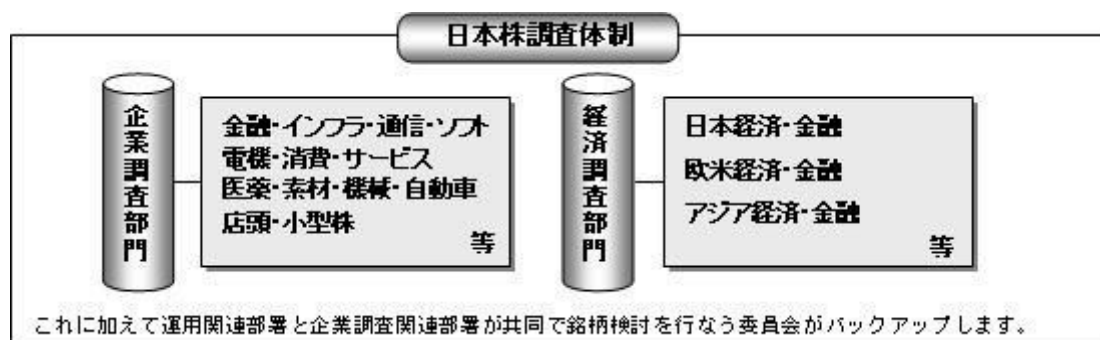 日本株調査体制
企業調査部門
金融・インフラ・通信・ソフト
電機・消費・サービス
医薬・素材・機械・自動車
店頭・小型株
等
経済調査部門
日本経済・金融
欧米経済・金融
アジア経済・金融
等
これに加えて運用関連部署と企業調査関連部署が共同で銘柄検討を行なう委員会がバックアップします。